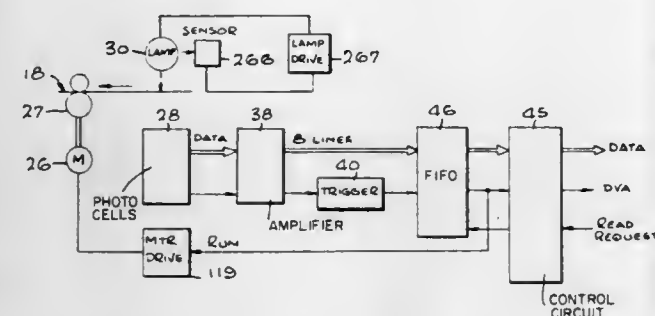 SENSOR
30
LAMP
268
LAMP
DRIVE
267
18
27
28
38
46
45
DATA
8 LINES
DATA
40
M
26
TRIGGER
FIFO
DVA
PHOTO
CELLS
AMPLIFIER
READ
REQUEST
MTR
DRIVE
RUN
119
CONTROL
CIRCUIT